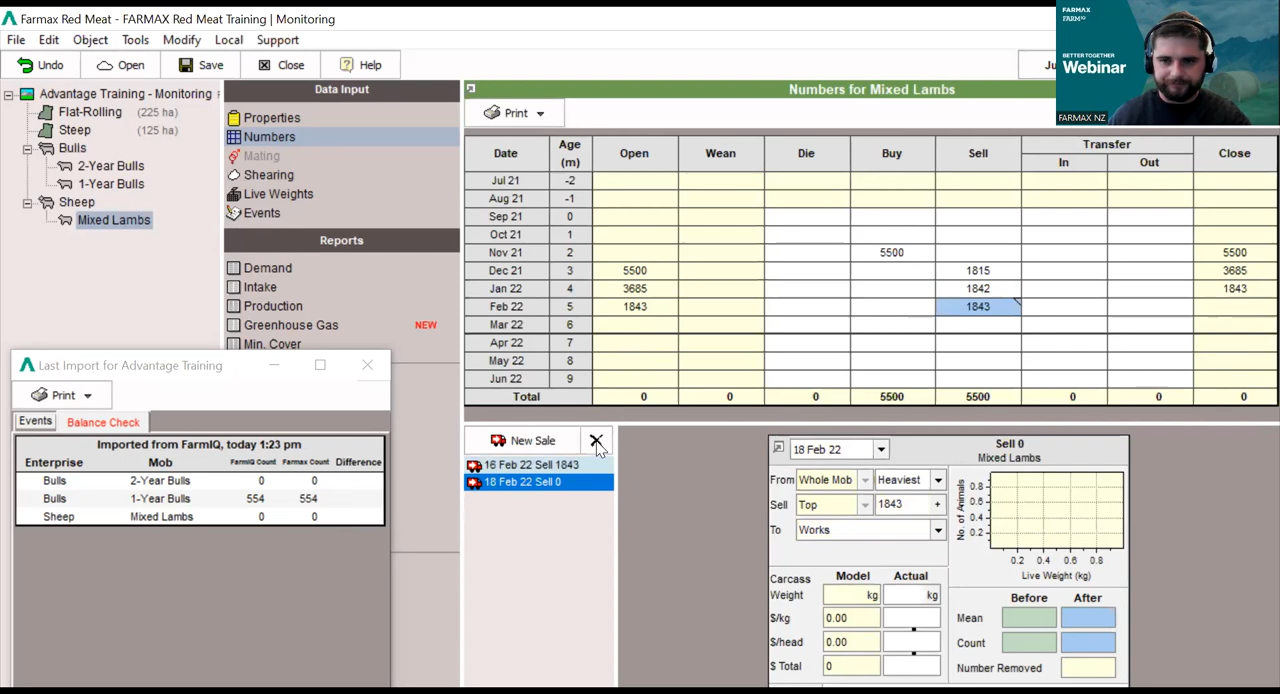 Farmax Red Meat - FARMAX Red Meat Training | Monitoring
File Edit Object Tools Modify Local Support
Undo Open Save Close Help Ju
FARMAX
FARMIQ
BETTER TOGETHER
Webinar
FARMAX NZ
Advantage Training - Monitoring
Flat-Rolling (225 ha)
Steep (125 ha)
Bulls
2-Year Bulls
1-Year Bulls
Sheep
Mixed Lambs
Data Input
Properties
Numbers
Mating
Shearing
Live Weights
Events
Reports
Demand
Intake
Production
Greenhouse Gas NEW
Min. Cover
Numbers for Mixed Lambs
Print
Date Age (m) Open Wean Die Buy Sell Transfer Close
In Out
Jul 21 -2
Aug 21 -1
Sep 21 0
Oct 21 1
Nov 21 2 5500 5500
Dec 21 3 5500 1815 3685
Jan 22 4 3685 1842 1843
Feb 22 5 1843 1843
Mar 22 6
Apr 22 7
May 22 8
Jun 22 9
Total 0 0 0 5500 5500 0 0 0
Last Import for Advantage Training
Print
Events Balance Check
Imported from FarmIQ, today 1:23 pm
Enterprise Mob FarmIQ Count Farmax Count Difference
Bulls 2-Year Bulls 0 0
Bulls 1-Year Bulls 554 554
Sheep Mixed Lambs 0 0
New Sale
16 Feb 22 Sell 1843
18 Feb 22 Sell 0
18 Feb 22
From Whole Mob Heaviest
Sell Top 1843 +
To Works
Model Actual
Carcass Weight kg kg
$/kg 0.00
$/head 0.00
$ Total 0
Sell 0
Mixed Lambs
No. of Animals
0.8
0.6
0.4
0.2
0.2 0.4 0.6 0.8
Live Weight (kg)
Before After
Mean
Count
Number Removed